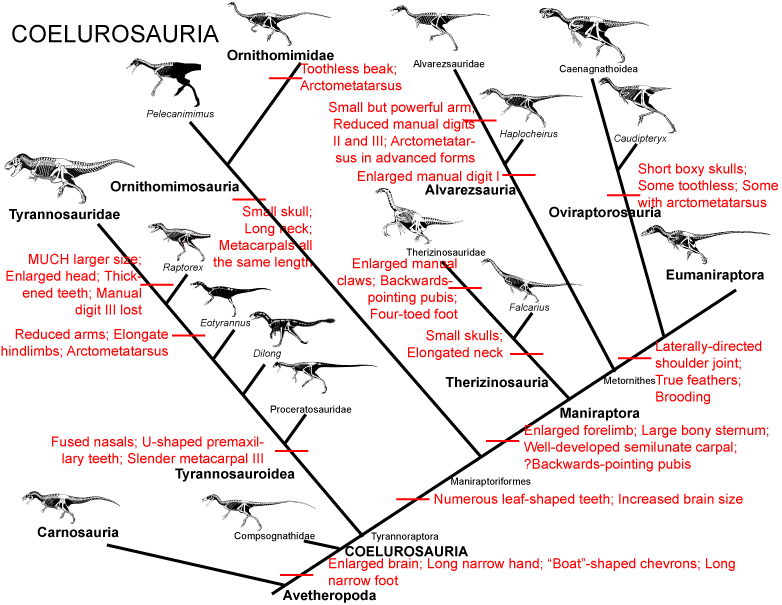 COELUROSAURIA
Ornithomimidae
Toothless beak;
Arctometatarsus
Pelecanimimus
Alvarezsauridae
Caenagnathoidea
Small but powerful arm;
Reduced manual digits
II and III; Arctometatar-
sus in advanced forms
Haplocheirus
Caudipteryx
Enlarged manual digit I
Alvarezsauria
Short boxy skulls;
Some toothless; Some
with arctometatarsus
Oviraptorosauria
Ornithomimosauria
Small skull;
Long neck;
Metacarpals all
the same length
Tyrannosauridae
MUCH larger size;
Enlarged head; Thick-
ened teeth; Manual
digit III lost
Raptorex
Therizinosauridae
Enlarged manual
claws; Backwards-
pointing pubis;
Four-toed foot
Falcarius
Eumaniraptora
Reduced arms; Elongate
hindlimbs; Arctometatarsus
Eotyrannus
Dilong
Small skulls;
Elongated neck
Therizinosauria
Laterally-directed
shoulder joint;
True feathers;
Brooding
Metornithes
Proceratosauridae
Maniraptora
Enlarged forelimb; Large bony sternum;
Well-developed semilunate carpal;
?Backwards-pointing pubis
Fused nasals; U-shaped premaxil-
lary teeth; Slender metacarpal III
Tyrannosauroidea
Maniraptoriformes
Numerous leaf-shaped teeth; Increased brain size
Carnosauria
Compsognathidae
Tyrannoraptora
COELUROSAURIA
Enlarged brain; Long narrow hand; “Boat”-shaped chevrons; Long
narrow foot
Avetheropoda